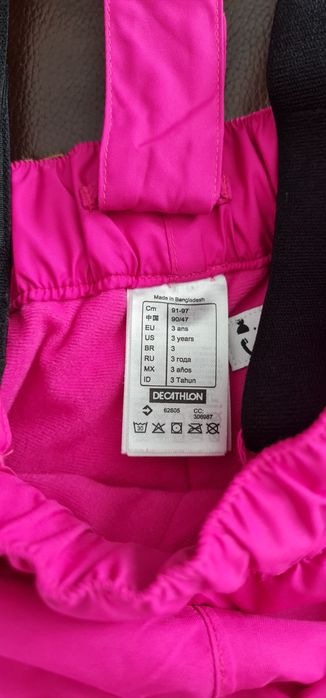 Made in Bangladesh
Cm 91-97
中国 90/47
EU 3 ans
US 3 years
BR 3
RU 3 года
MX 3 años
ID 3 Tahun
DECATHLON
62605 CC:
306987
30